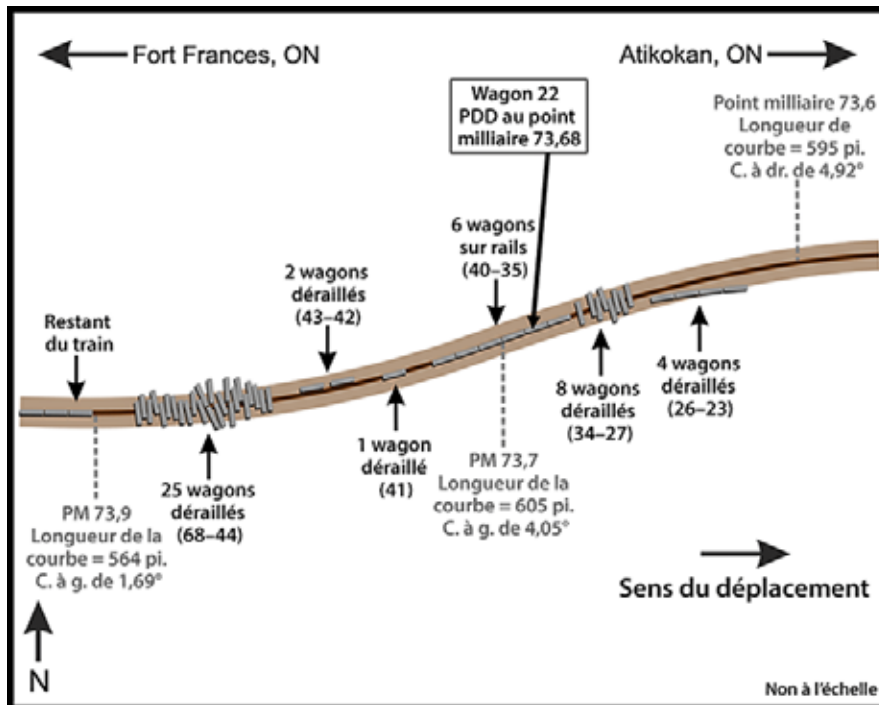 Fort Frances, ON
Atikokan, ON
Wagon 22
PDD au point
milliaire 73,68
Point milliaire 73,6
Longueur de
courbe = 595 pi.
C. à dr. de 4,92°
6 wagons
sur rails
(40–35)
2 wagons
déraillés
(43–42)
Restant
du train
8 wagons
déraillés
(34–27)
4 wagons
déraillés
(26–23)
1 wagon
déraillé
(41)
PM 73,7
Longueur de la
courbe = 605 pi.
C. à g. de 4,05°
25 wagons
déraillés
(68–44)
PM 73,9
Longueur de la
courbe = 564 pi.
C. à g. de 1,69°
Sens du déplacement
N
Non à l'échelle